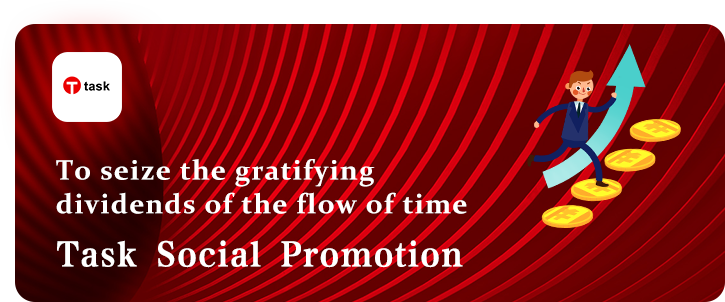 T task
To seize the gratifying
dividends of the flow of time
Task Social Promotion